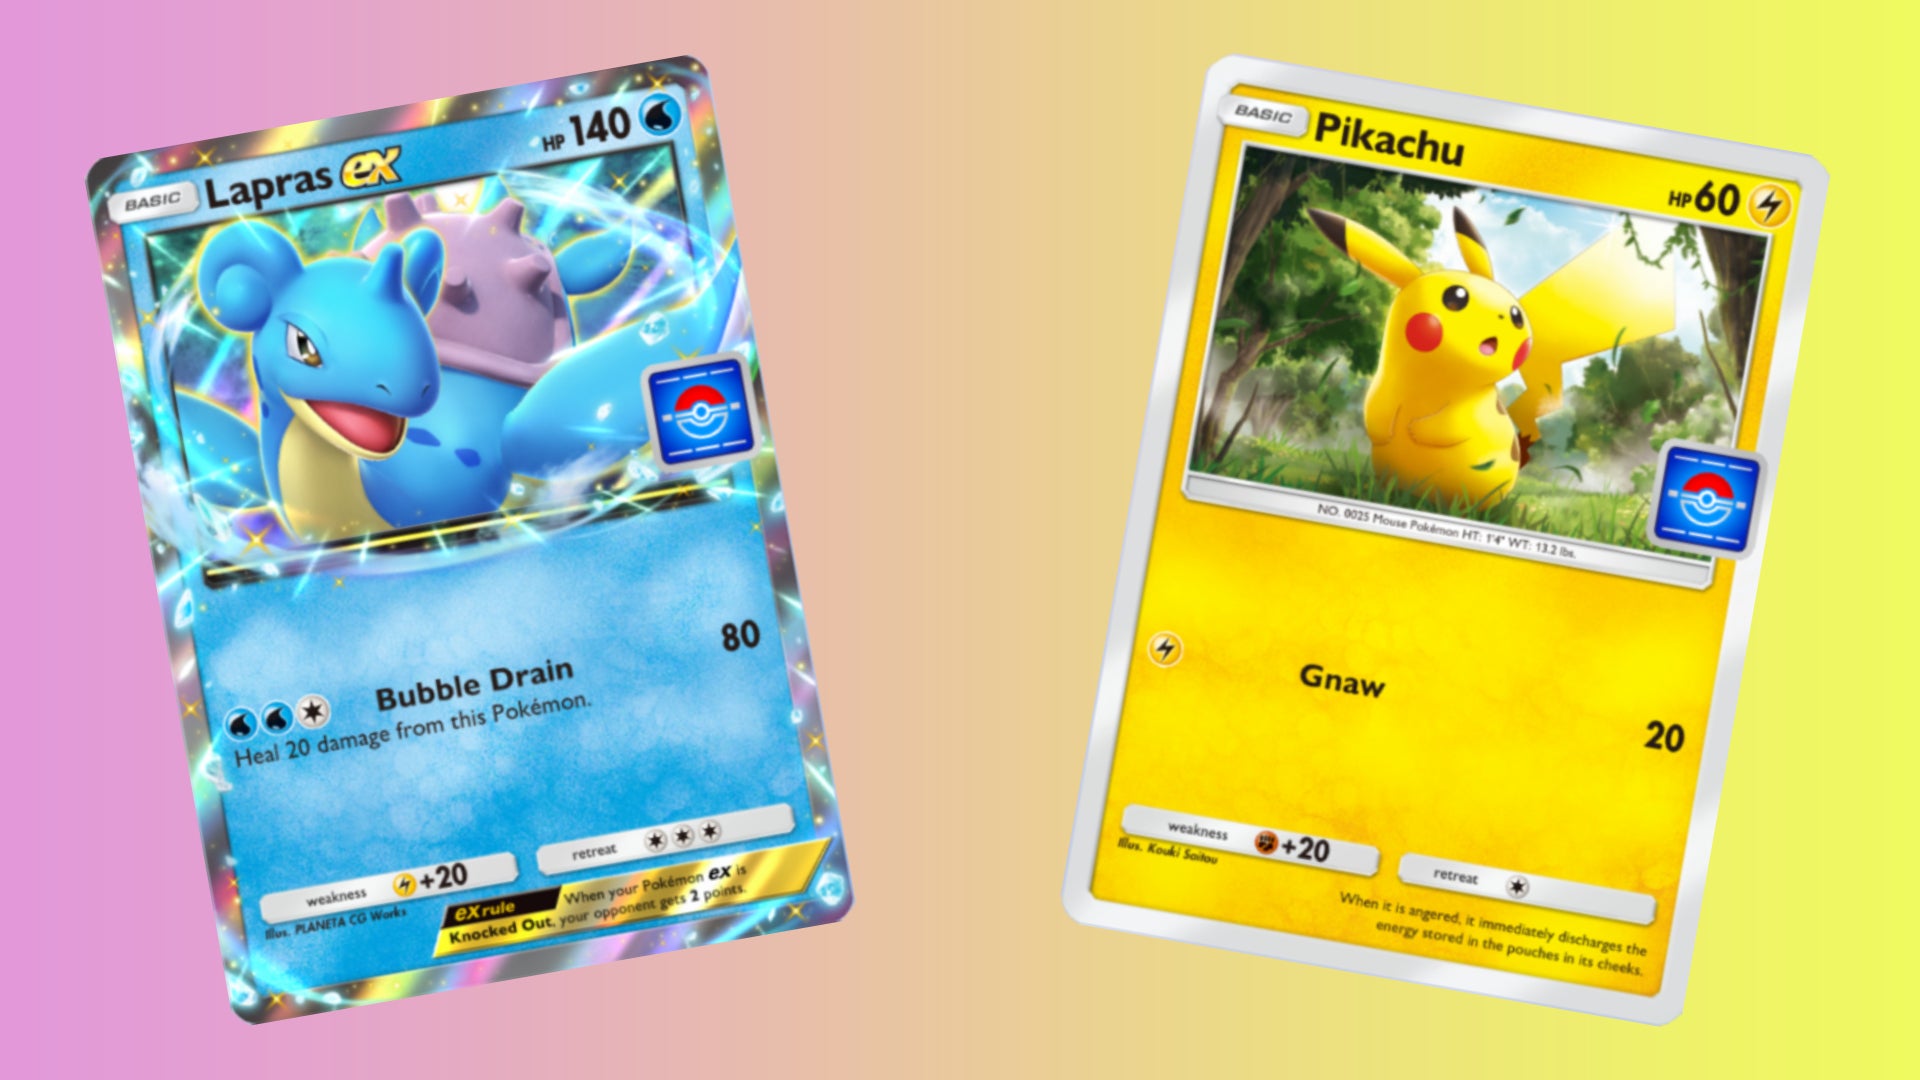 BASIC Lapras ex HP 140
80
Bubble Drain
Heal 20 damage from this Pokémon.
weakness +20 retreat
Illus. PLANETA CG Works
ex rule When your Pokémon ex is
Knocked Out, your opponent gets 2 points.
BASIC Pikachu HP 60
NO. 0025 Mouse Pokémon HT: 1'4" WT: 13.2 lbs.
Gnaw
20
weakness +20 retreat
Illus. Kouki Saitou
When it is angered, it immediately discharges the
energy stored in the pouches in its cheeks.